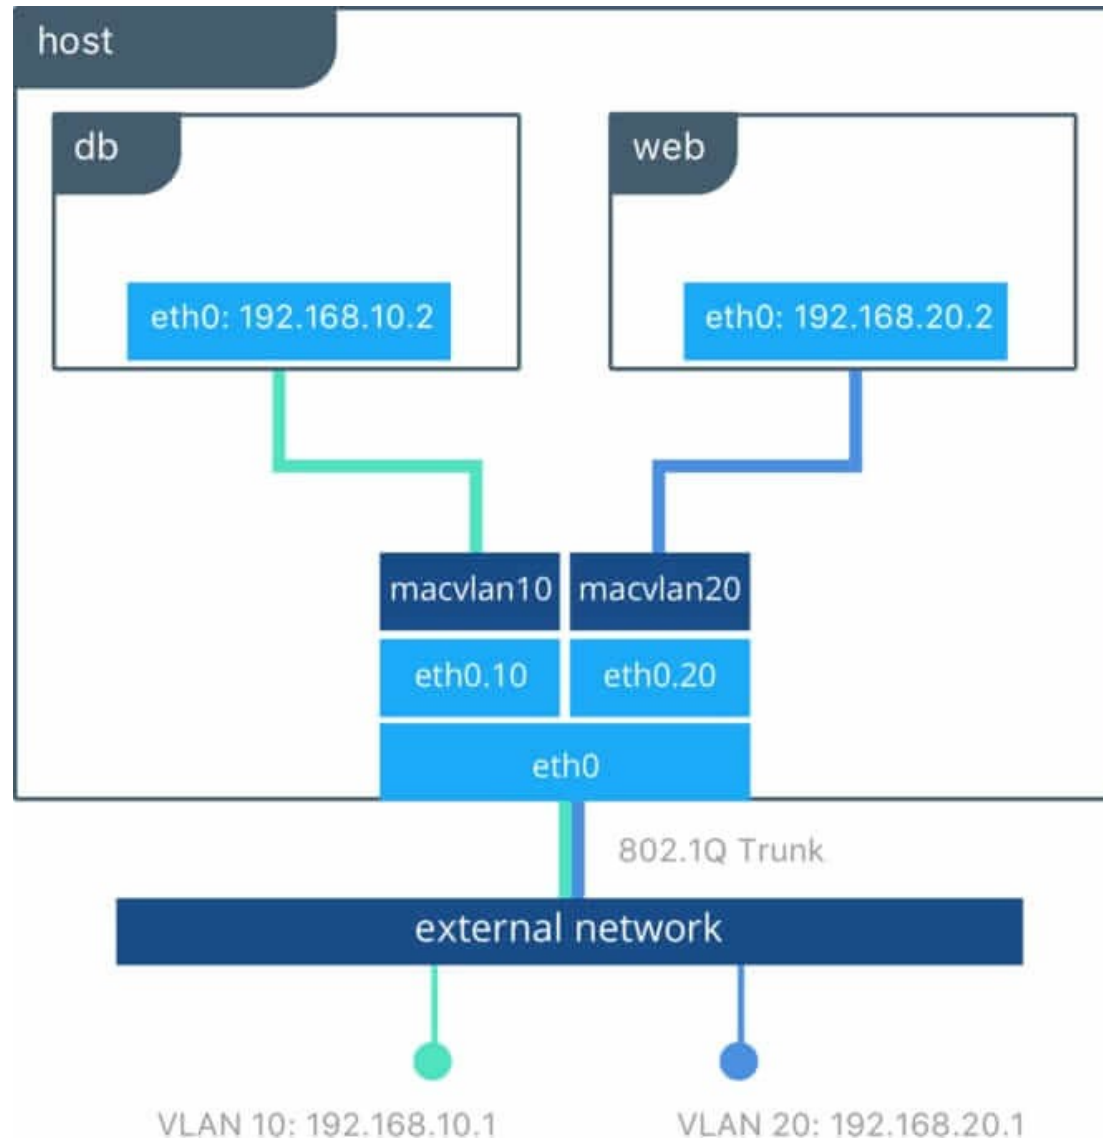 host
db
web
eth0: 192.168.10.2
eth0: 192.168.20.2
macvlan10
macvlan20
eth0.10
eth0.20
eth0
802.1Q Trunk
external network
VLAN 10: 192.168.10.1
VLAN 20: 192.168.20.1